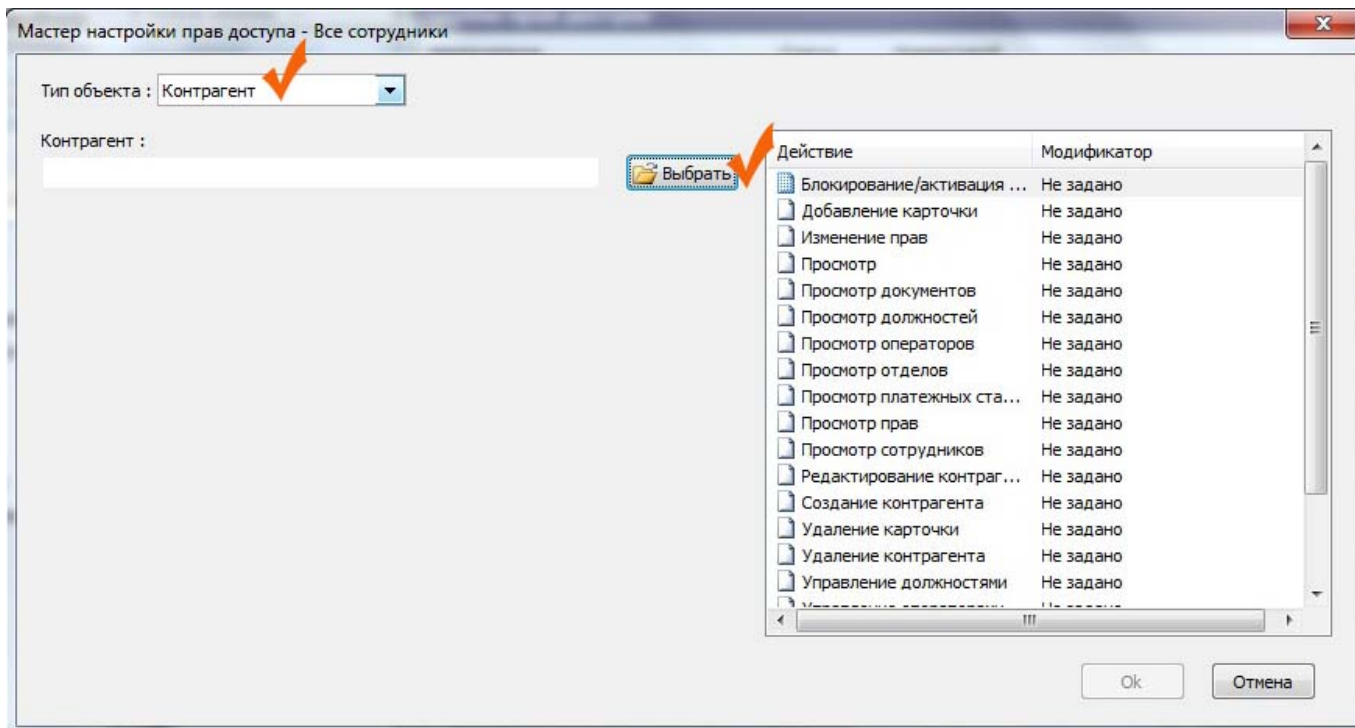 Мастер настройки прав доступа - Все сотрудники
Тип объекта : Контрагент
Контрагент :
Выбрать
Действие Модификатор
Блокирование/активация ... Не задано
Добавление карточки Не задано
Изменение прав Не задано
Просмотр Не задано
Просмотр документов Не задано
Просмотр должностей Не задано
Просмотр операторов Не задано
Просмотр отделов Не задано
Просмотр платежных ста... Не задано
Просмотр прав Не задано
Просмотр сотрудников Не задано
Редактирование контраг... Не задано
Создание контрагента Не задано
Удаление карточки Не задано
Удаление контрагента Не задано
Управление должностями Не задано
Ok Отмена